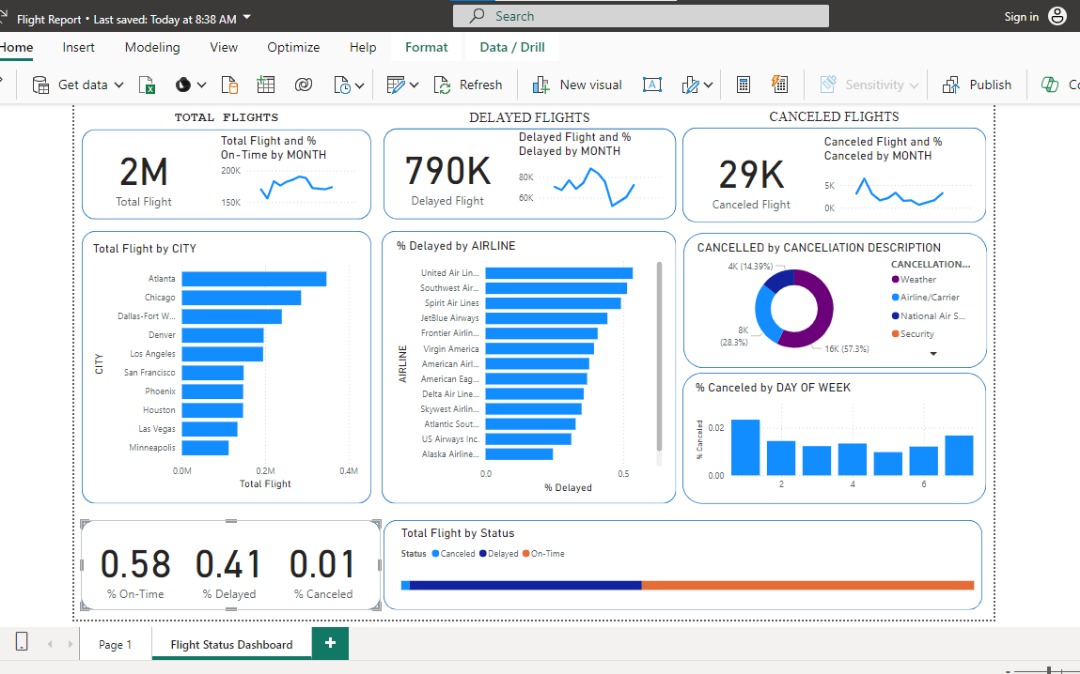 Flight Report • Last saved: Today at 8:38 AM
Search
Sign in
Home Insert Modeling View Optimize Help Format Data / Drill
Get data
Refresh
New visual
Sensitivity
Publish
Co
TOTAL FLIGHTS
DELAYED FLIGHTS
CANCELED FLIGHTS
2M
Total Flight
Total Flight and %
On-Time by MONTH
200K
150K
790K
Delayed Flight
Delayed Flight and %
Delayed by MONTH
80K
60K
29K
Canceled Flight
Canceled Flight and %
Canceled by MONTH
5K
0K
Total Flight by CITY
CITY
Atlanta
Chicago
Dallas-Fort W...
Denver
Los Angeles
San Francisco
Phoenix
Houston
Las Vegas
Minneapolis
0.0M 0.2M 0.4M
Total Flight
% Delayed by AIRLINE
AIRLINE
United Air Lin...
Southwest Air...
Spirit Air Lines
JetBlue Airways
Frontier Airlin...
Virgin America
American Airl...
American Eag...
Delta Air Line...
Skywest Airlin...
Atlantic Sout...
US Airways Inc.
Alaska Airline...
0.0 0.5
% Delayed
CANCELLED by CANCELIATION DESCRIPTION
4K (14.39%)
8K
(28.3%)
16K (57.3%)
CANCELLATION...
Weather
Airline/Carrier
National Air S...
Security
% Canceled by DAY OF WEEK
% Canceled
0.02
0.00
2 4 6
0.58 0.41 0.01
% On-Time % Delayed % Canceled
Total Flight by Status
Status Canceled Delayed On-Time
Page 1 Flight Status Dashboard +